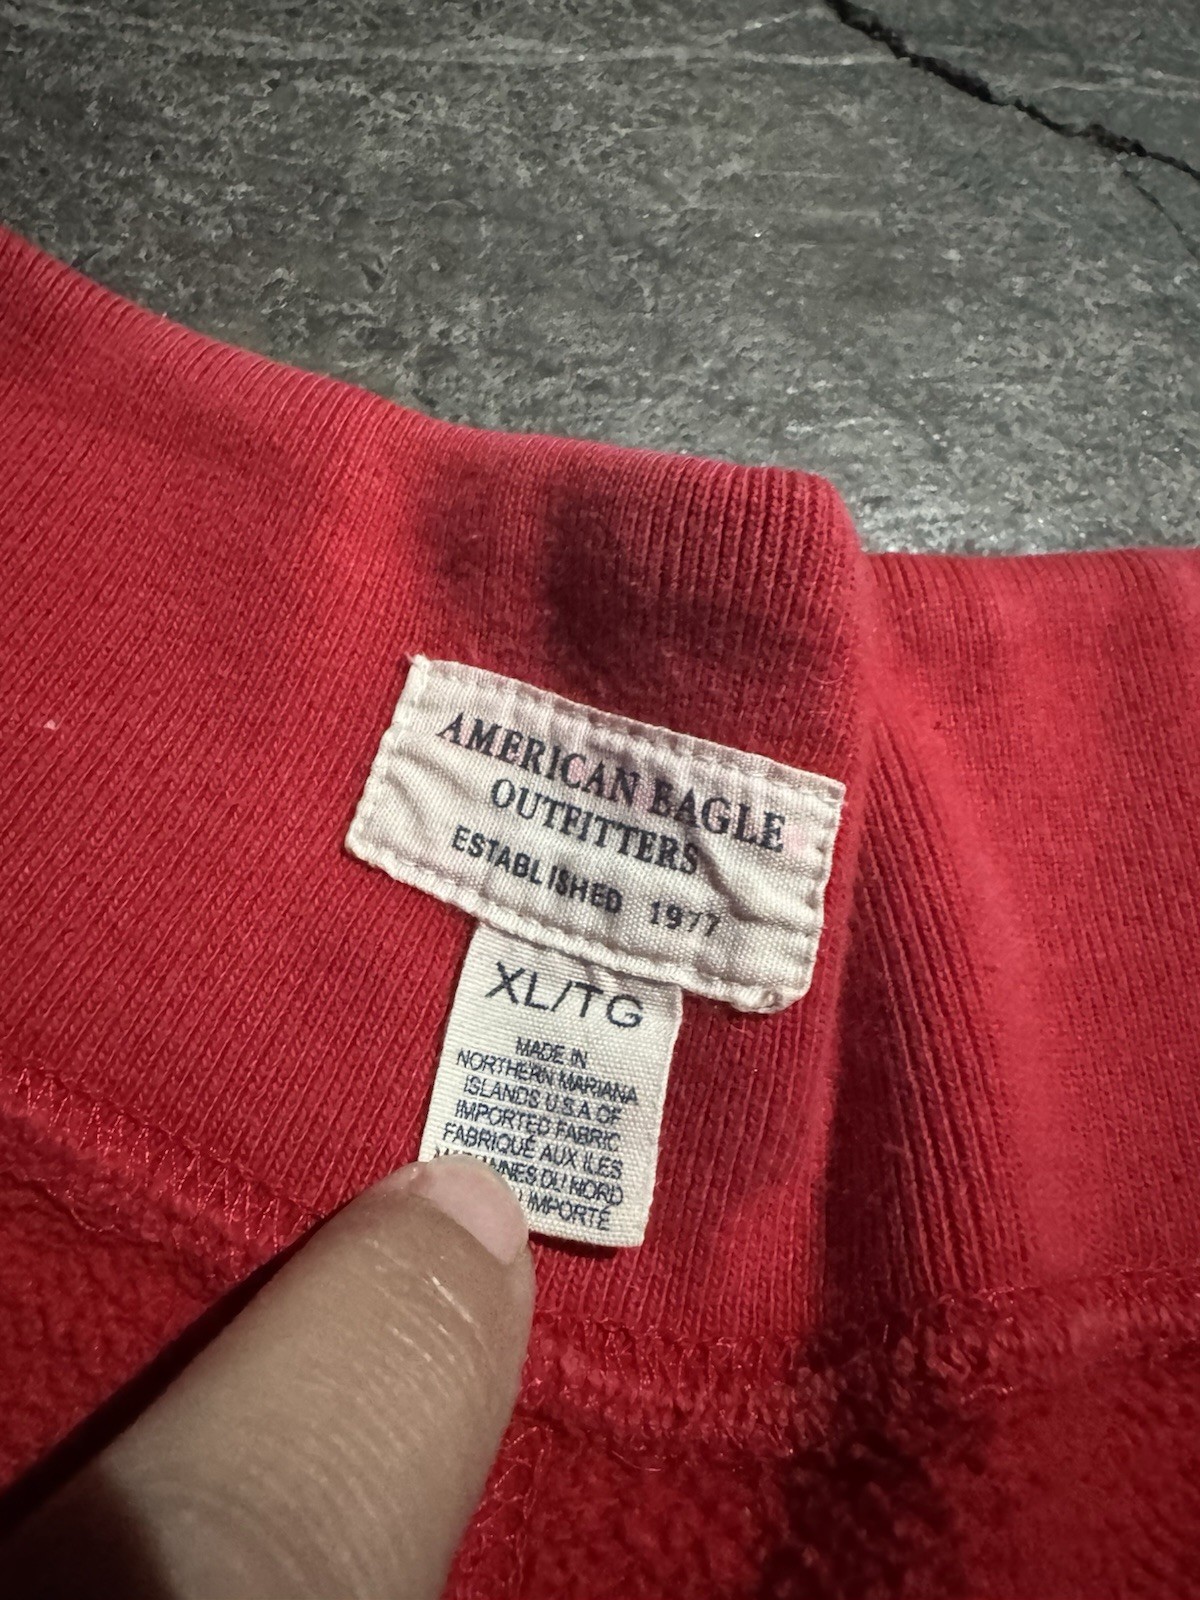 AMERICAN EAGLE
OUTFITTERS
ESTABLISHED 1977
XL/TG
MADE IN
NORTHERN MARIANA
ISLANDS U.S.A OF
IMPORTED FABRIC
FABRIQUÉ AUX ILES
DU NORD
IMPORTÉ